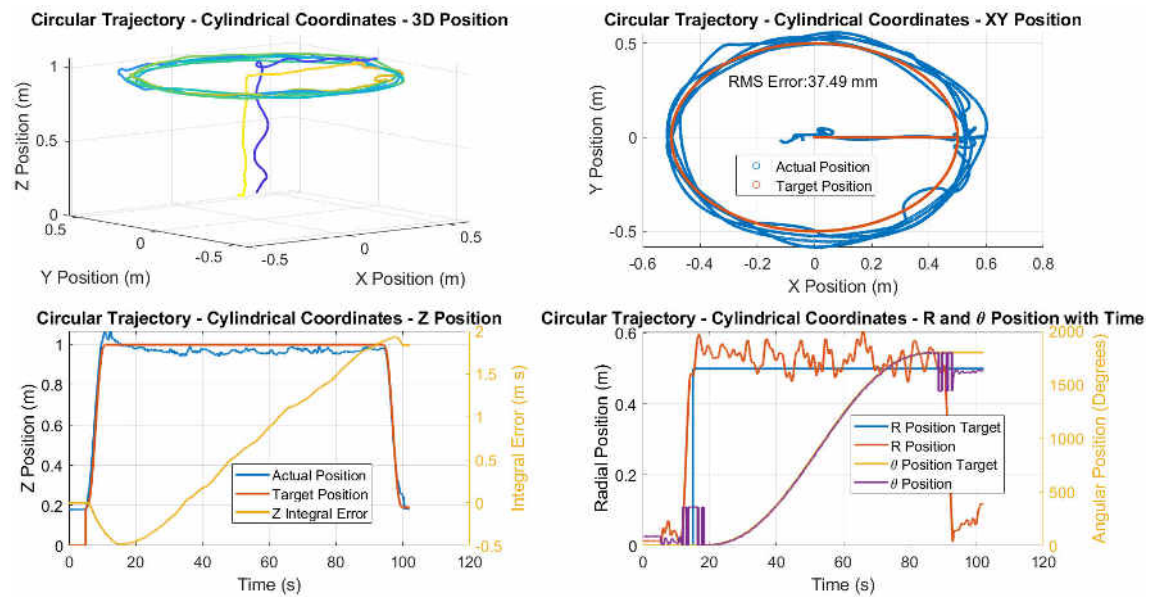 Circular Trajectory - Cylindrical Coordinates - 3D Position
Z Position (m)
1
0.5
0
0.5
0
-0.5
-0.5
0
0.5
Y Position (m)
X Position (m)
Circular Trajectory - Cylindrical Coordinates - XY Position
Y Position (m)
0.5
0
-0.5
RMS Error:37.49 mm
Actual Position
Target Position
-0.6
-0.4
-0.2
0
0.2
0.4
0.6
0.8
X Position (m)
Circular Trajectory - Cylindrical Coordinates - Z Position
Z Position (m)
1
0.8
0.6
0.4
0.2
0
Actual Position
Target Position
Z Integral Error
2
1.5
1
0.5
0
-0.5
Integral Error (m s)
0
20
40
60
80
100
120
Time (s)
Circular Trajectory - Cylindrical Coordinates - R and θ Position with Time
Radial Position (m)
0.6
0.4
0.2
0
R Position Target
R Position
θ Position Target
θ Position
2000
1500
1000
500
0
Angular Position (Degrees)
0
20
40
60
80
100
120
Time (s)